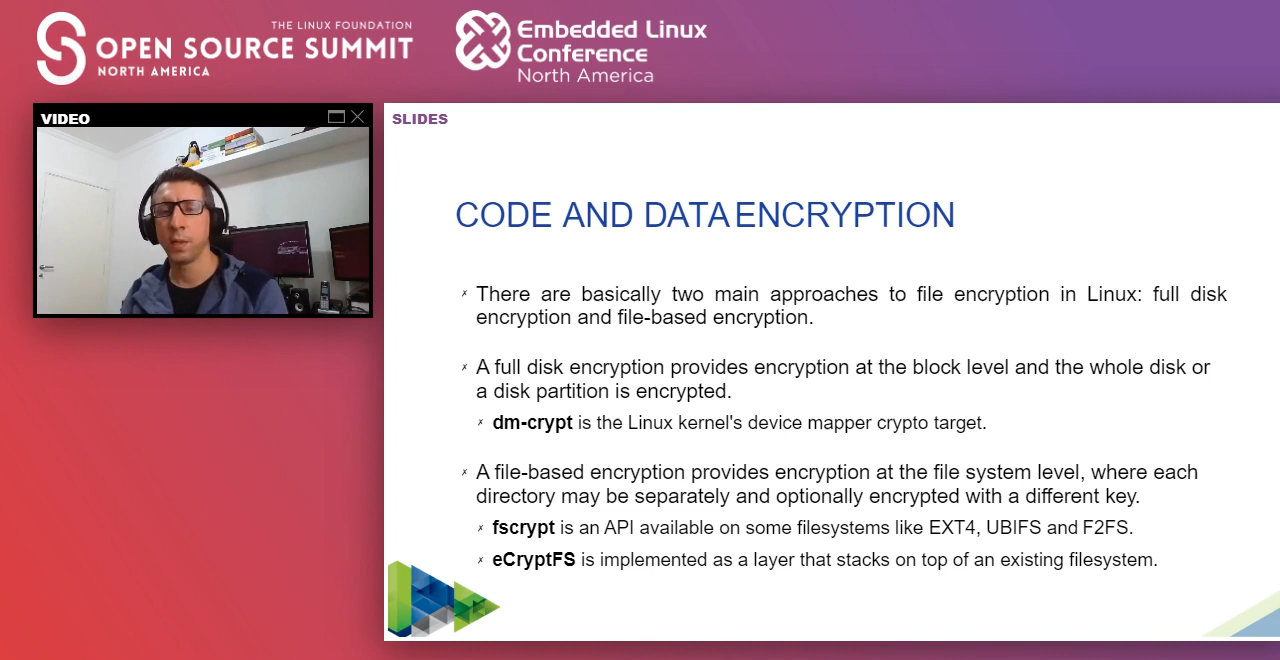 THE LINUX FOUNDATION
OPEN SOURCE SUMMIT
NORTH AMERICA
Embedded Linux
Conference
North America
VIDEO
SLIDES
CODE AND DATA ENCRYPTION
There are basically two main approaches to file encryption in Linux: full disk
encryption and file-based encryption.
A full disk encryption provides encryption at the block level and the whole disk or
a disk partition is encrypted.
dm-crypt is the Linux kernel's device mapper crypto target.
A file-based encryption provides encryption at the file system level, where each
directory may be separately and optionally encrypted with a different key.
fscrypt is an API available on some filesystems like EXT4, UBIFS and F2FS.
eCryptFS is implemented as a layer that stacks on top of an existing filesystem.